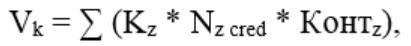 Vk = ∑ (Kz * Nz cred * Контz),